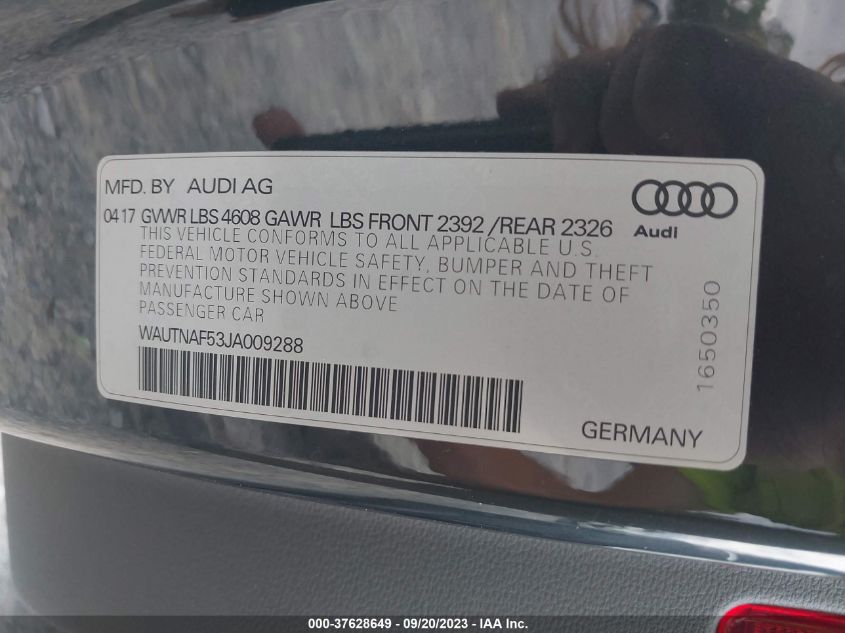 MFD. BY AUDI AG
04 17 GVWR LBS 4608 GAWR LBS FRONT 2392 /REAR 2326
Audi
THIS VEHICLE CONFORMS TO ALL APPLICABLE U.S.
FEDERAL MOTOR VEHICLE SAFETY, BUMPER AND THEFT
PREVENTION STANDARDS IN EFFECT ON THE DATE OF
MANUFACTURE SHOWN ABOVE
PASSENGER CAR
WAUTNAF53JA009288
1650350
GERMANY
000-37628649 - 09/20/2023 - IAA Inc.